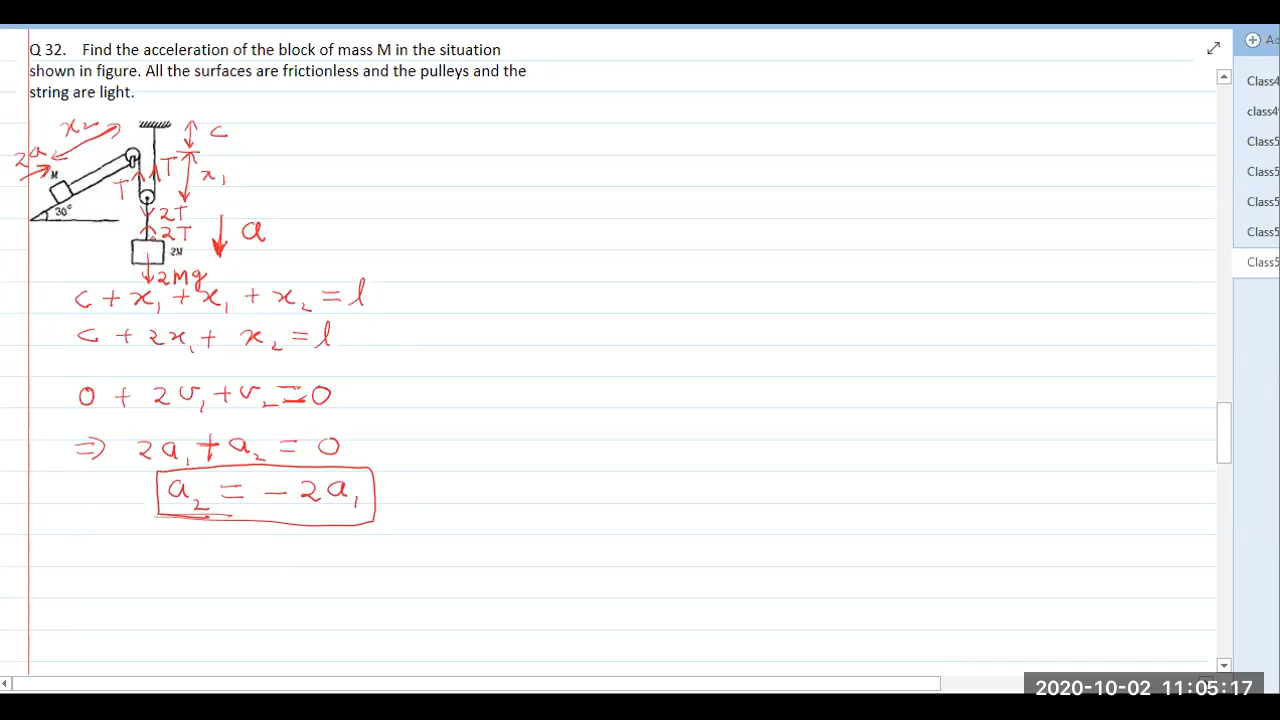 Q 32. Find the acceleration of the block of mass M in the situation
shown in figure. All the surfaces are frictionless and the pulleys and the
string are light.
Ad
Class4
class4
Class5
Class5
Class5
Class5
Class5
x₂
c
2a
M
T
T
x₁
30°
2T
2T
a
2M
2Mg
c + x₁ + x₁ + x₂ = l
c + 2x₁ + x₂ = l
0 + 2v₁ + v₂ = 0
⇒ 2a₁ + a₂ = 0
a₂ = - 2a₁
2020-10-02 11:05:17